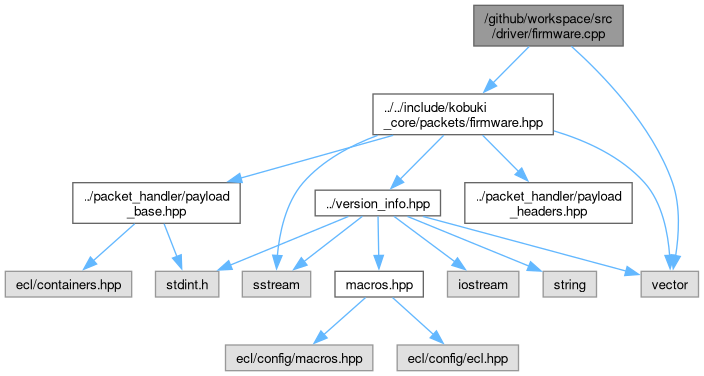 /github/workspace/src
/driver/firmware.cpp
../../include/kobuki
_core/packets/firmware.hpp
../packet_handler/payload
_base.hpp
../version_info.hpp
../packet_handler/payload
_headers.hpp
ecl/containers.hpp
stdint.h
sstream
macros.hpp
iostream
string
vector
ecl/config/macros.hpp
ecl/config/ecl.hpp